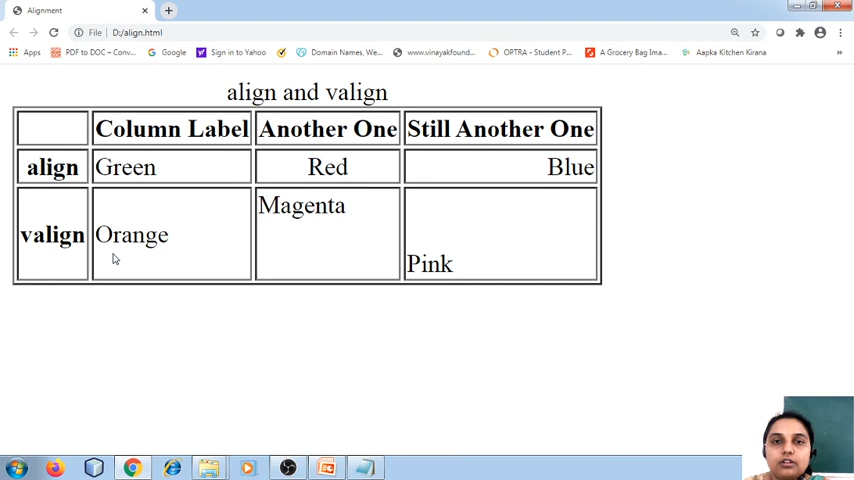 Alignment
File | D:/align.html
Apps PDF to DOC – Conv... Google Sign in to Yahoo Domain Names, We... www.vinayakfound... OPTRA - Student P... A Grocery Bag Ima... Aapka Kitchen Kirana »
align and valign
Column Label Another One Still Another One
align Green Red Blue
valign Orange Magenta Pink